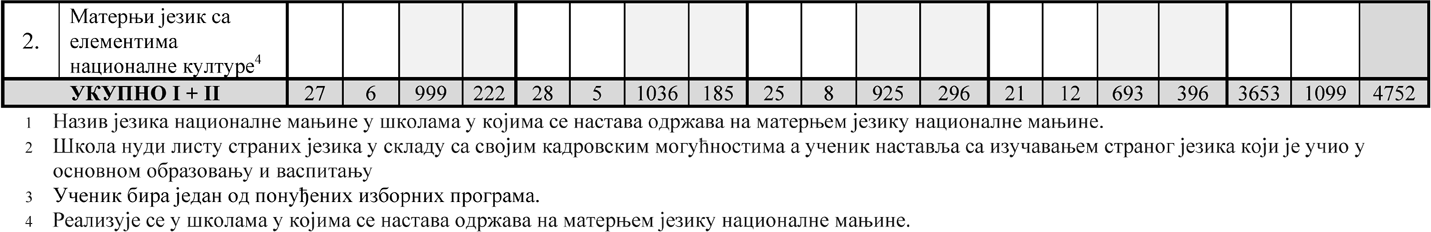 Матерњи језик са
2. елементима
националне културе4
УКУПНО I + II 27 6 999 222 28 5 1036 185 25 8 925 296 21 12 693 396 3653 1099 4752
1 Назив језика националне мањине у школама у којима се настава одржава на матерњем језику националне мањине.
2 Школа нуди листу страних језика у складу са својим кадровским могућностима а ученик наставља са изучавањем страног језика који је учио у
основном образовању и васпитању
3 Ученик бира један од понуђених изборних програма.
4 Реализује се у школама у којима се настава одржава на матерњем језику националне мањине.